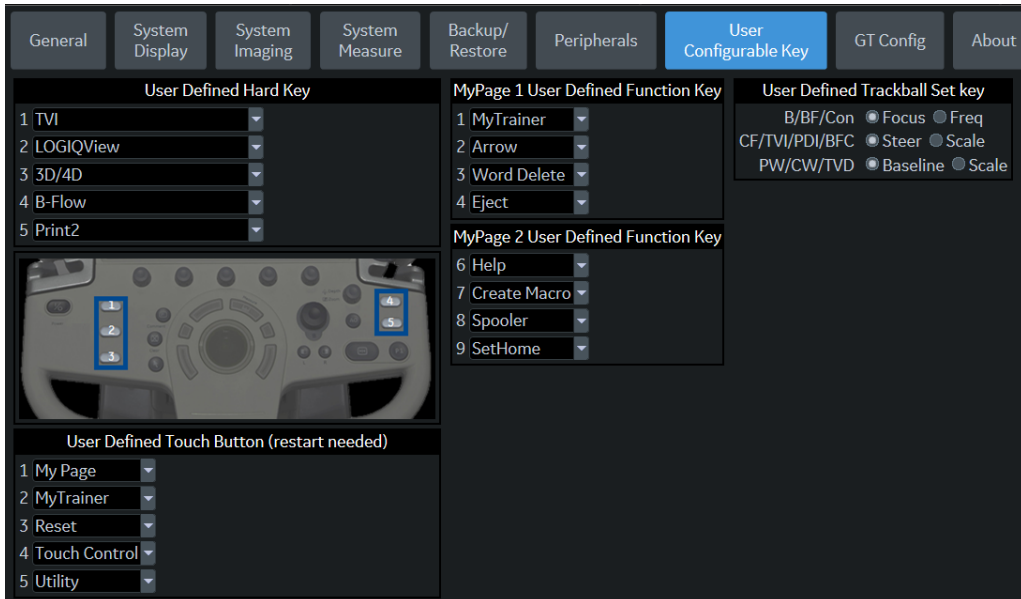 General
System Display
System Imaging
System Measure
Backup/ Restore
Peripherals
User Configurable Key
GT Config
About
User Defined Hard Key
1 TVI
2 LOGIQView
3 3D/4D
4 B-Flow
5 Print2
1
2
3
4
5
User Defined Touch Button (restart needed)
1 My Page
2 MyTrainer
3 Reset
4 Touch Control
5 Utility
MyPage 1 User Defined Function Key
1 MyTrainer
2 Arrow
3 Word Delete
4 Eject
MyPage 2 User Defined Function Key
6 Help
7 Create Macro
8 Spooler
9 SetHome
User Defined Trackball Set key
B/BF/Con Focus Freq
CF/TVI/PDI/BFC Steer Scale
PW/CW/TVD Baseline Scale